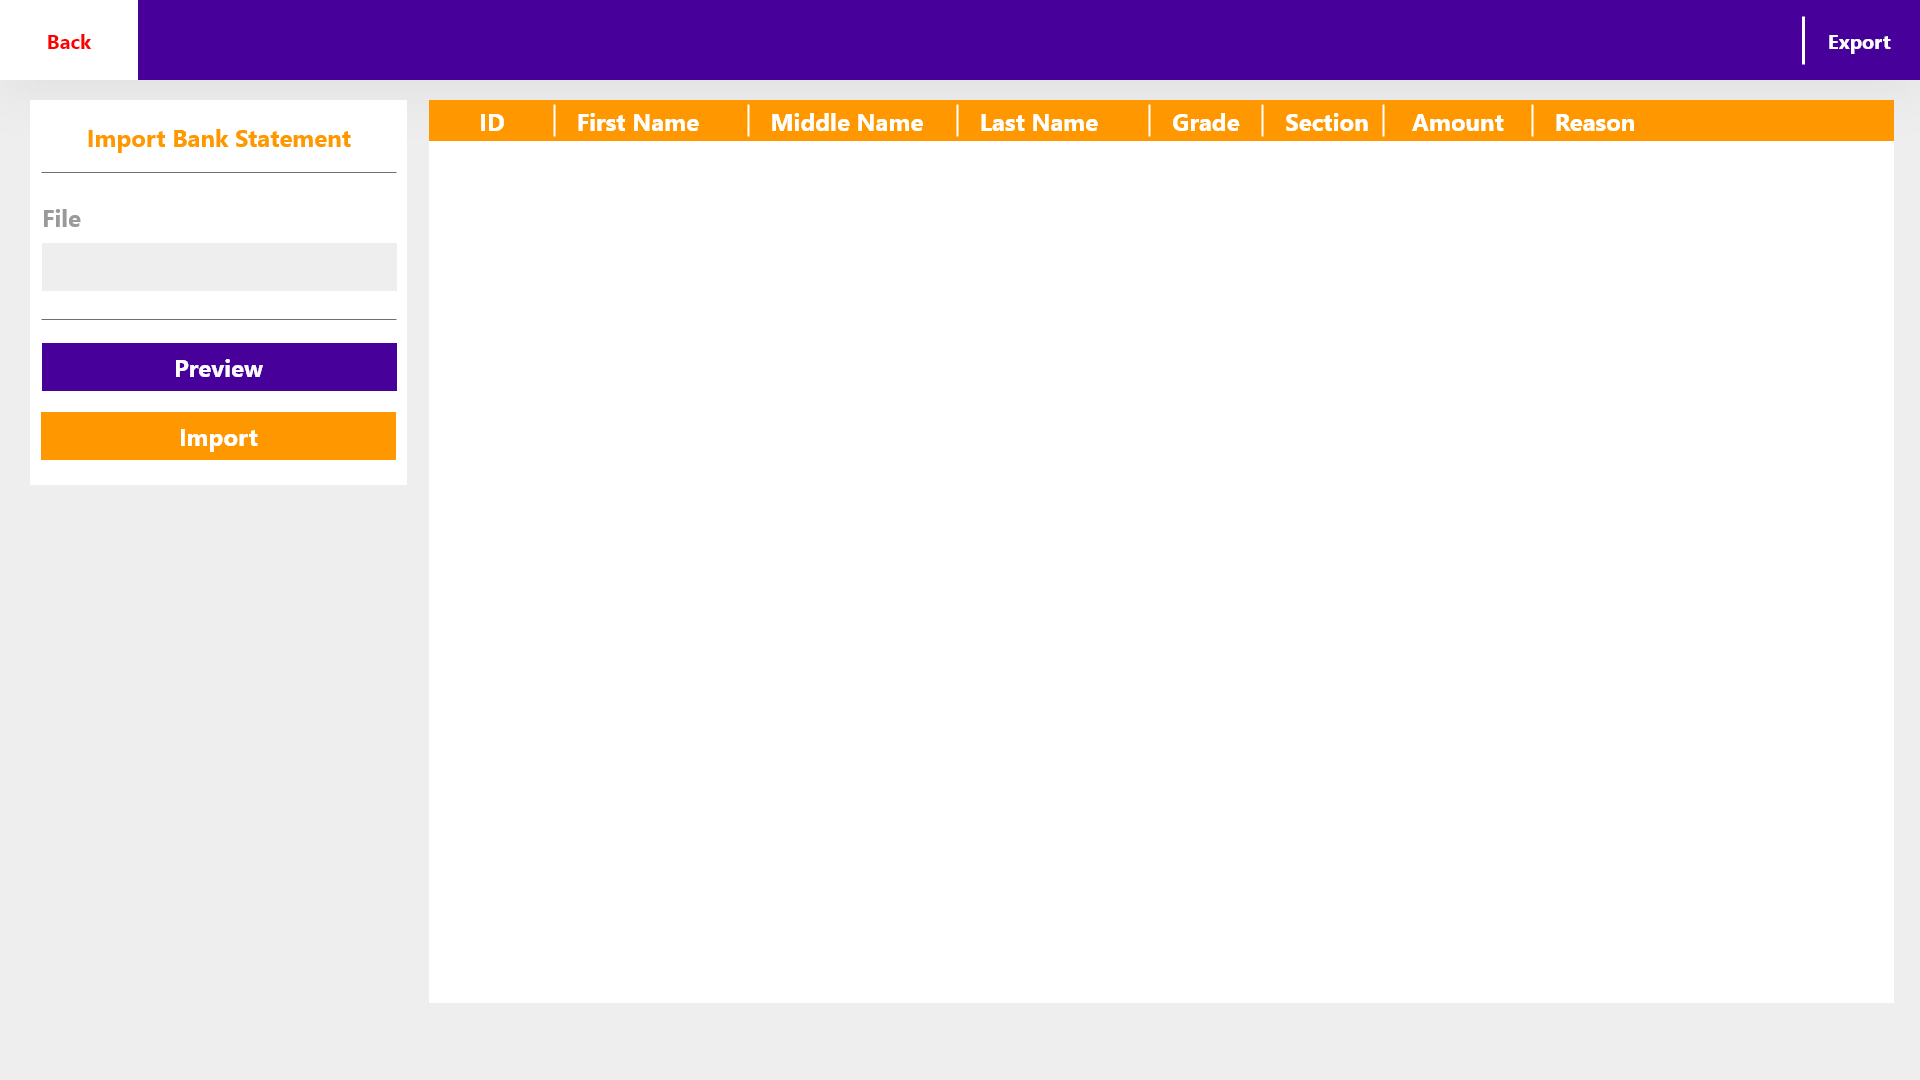 Back
Export
Import Bank Statement
File
Preview
Import
ID First Name Middle Name Last Name Grade Section Amount Reason